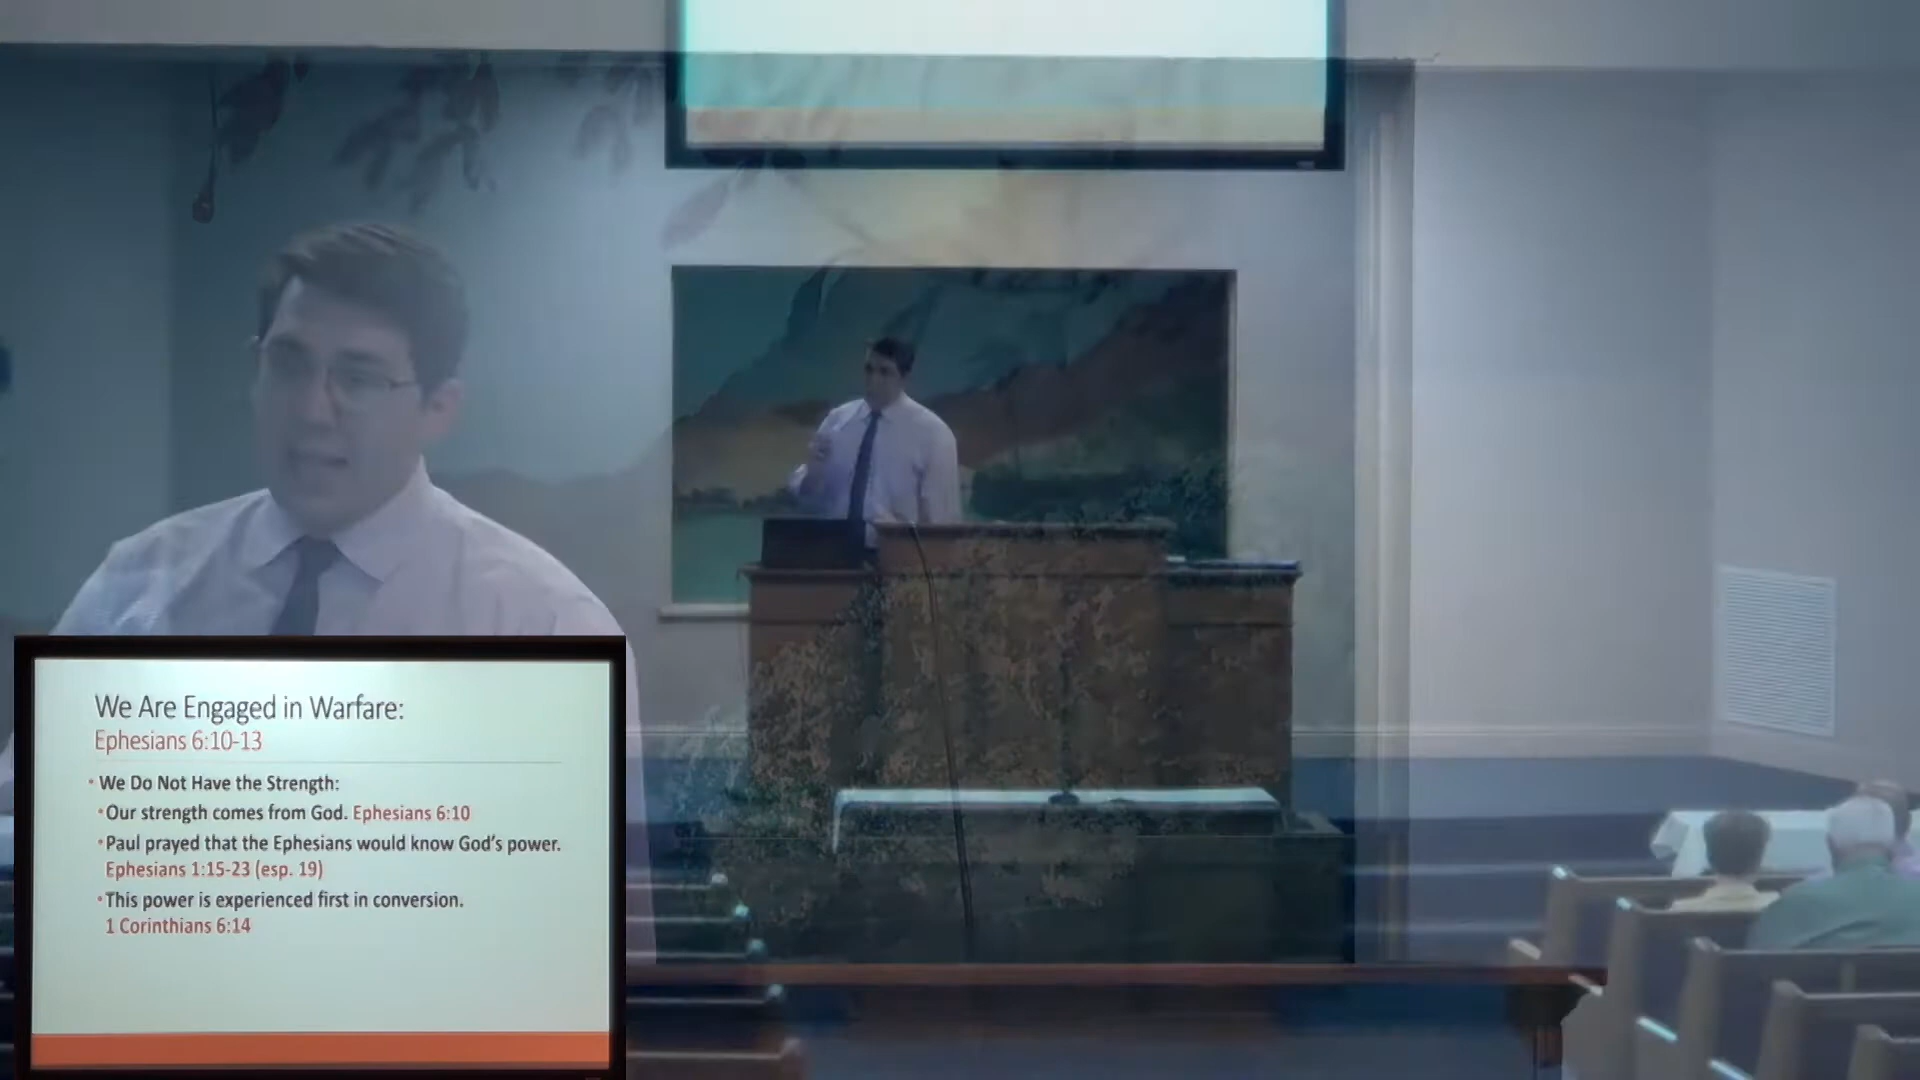 We Are Engaged in Warfare:
Ephesians 6:10-13
• We Do Not Have the Strength:
• Our strength comes from God. Ephesians 6:10
• Paul prayed that the Ephesians would know God's power.
Ephesians 1:15-23 (esp. 19)
• This power is experienced first in conversion.
1 Corinthians 6:14